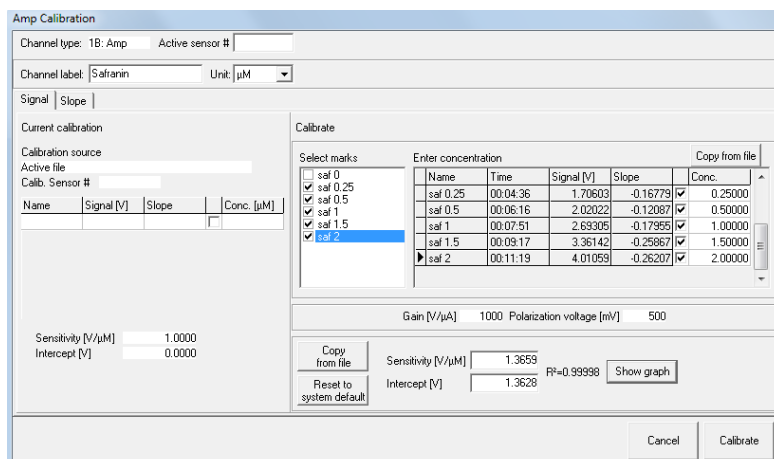 Amp Calibration
Channel type: 1B: Amp Active sensor #
Channel label: Safranin Unit: µM
Signal Slope
Current calibration
Calibration source
Active file
Calib. Sensor #
Name Signal [V] Slope Conc. [µM]
Sensitivity [V/µM] 1.0000
Intercept [V] 0.0000
Calibrate
Select marks
saf 0
saf 0.25
saf 0.5
saf 1
saf 1.5
saf 2
Enter concentration Copy from file
Name Time Signal [V] Slope Conc.
saf 0.25 00:04:36 1.70603 -0.16779 0.25000
saf 0.5 00:06:16 2.02022 -0.12087 0.50000
saf 1 00:07:51 2.69305 -0.17955 1.00000
saf 1.5 00:09:17 3.36142 -0.25867 1.50000
saf 2 00:11:19 4.01059 -0.26207 2.00000
Gain [V/µA] 1000 Polarization voltage [mV] 500
Copy
from file
Reset to
system default
Sensitivity [V/µM] 1.3659
Intercept [V] 1.3628
R²=0.99998 Show graph
Cancel Calibrate